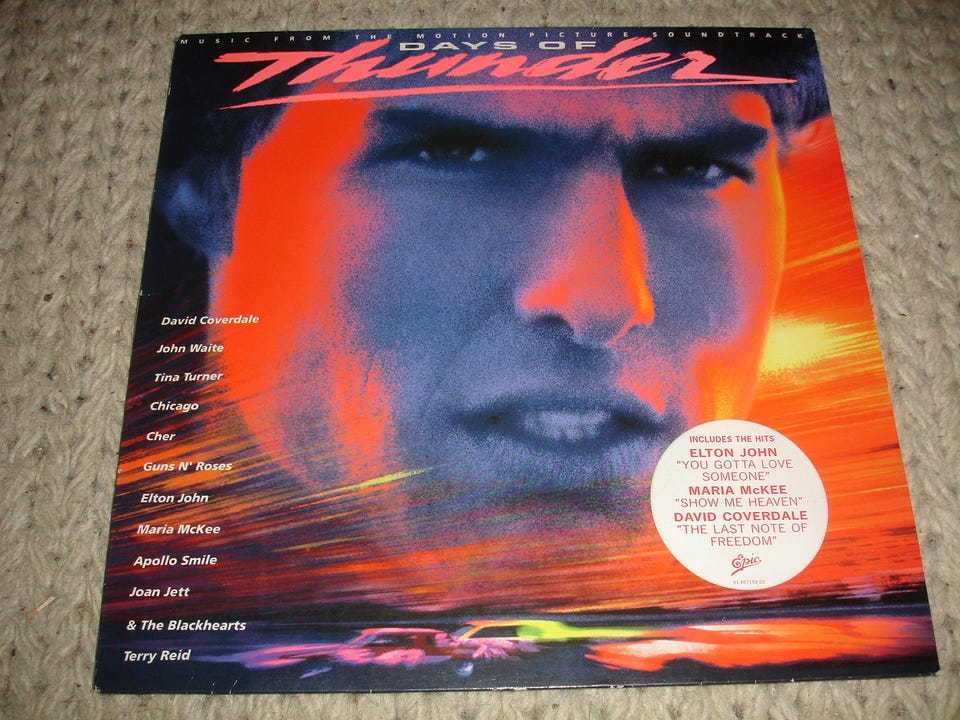 MUSIC FROM THE MOTION PICTURE SOUNDTRACK
DAYS OF
Thunder
David Coverdale
John Waite
Tina Turner
Chicago
Cher
Guns N' Roses
Elton John
Maria McKee
Apollo Smile
Joan Jett
& The Blackhearts
Terry Reid
INCLUDES THE HITS
ELTON JOHN
"YOU GOTTA LOVE
SOMEONE"
MARIA McKEE
"SHOW ME HEAVEN"
DAVID COVERDALE
"THE LAST NOTE OF
FREEDOM"
Epic